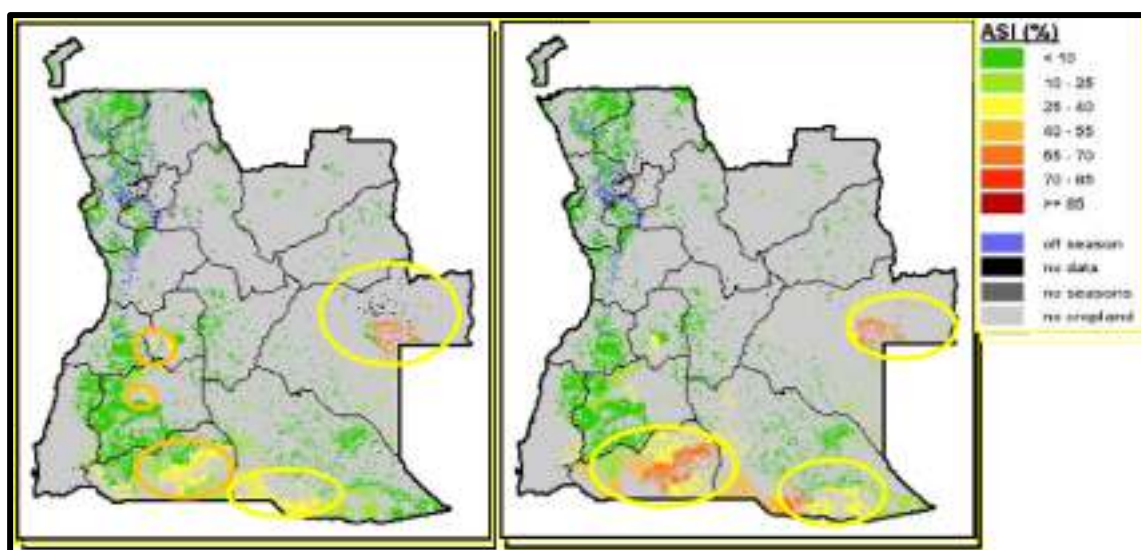 ASI (%)
< 10
10 - 25
25 - 40
40 - 55
55 - 70
70 - 85
>= 85
off season
no data
no seasons
no cropland